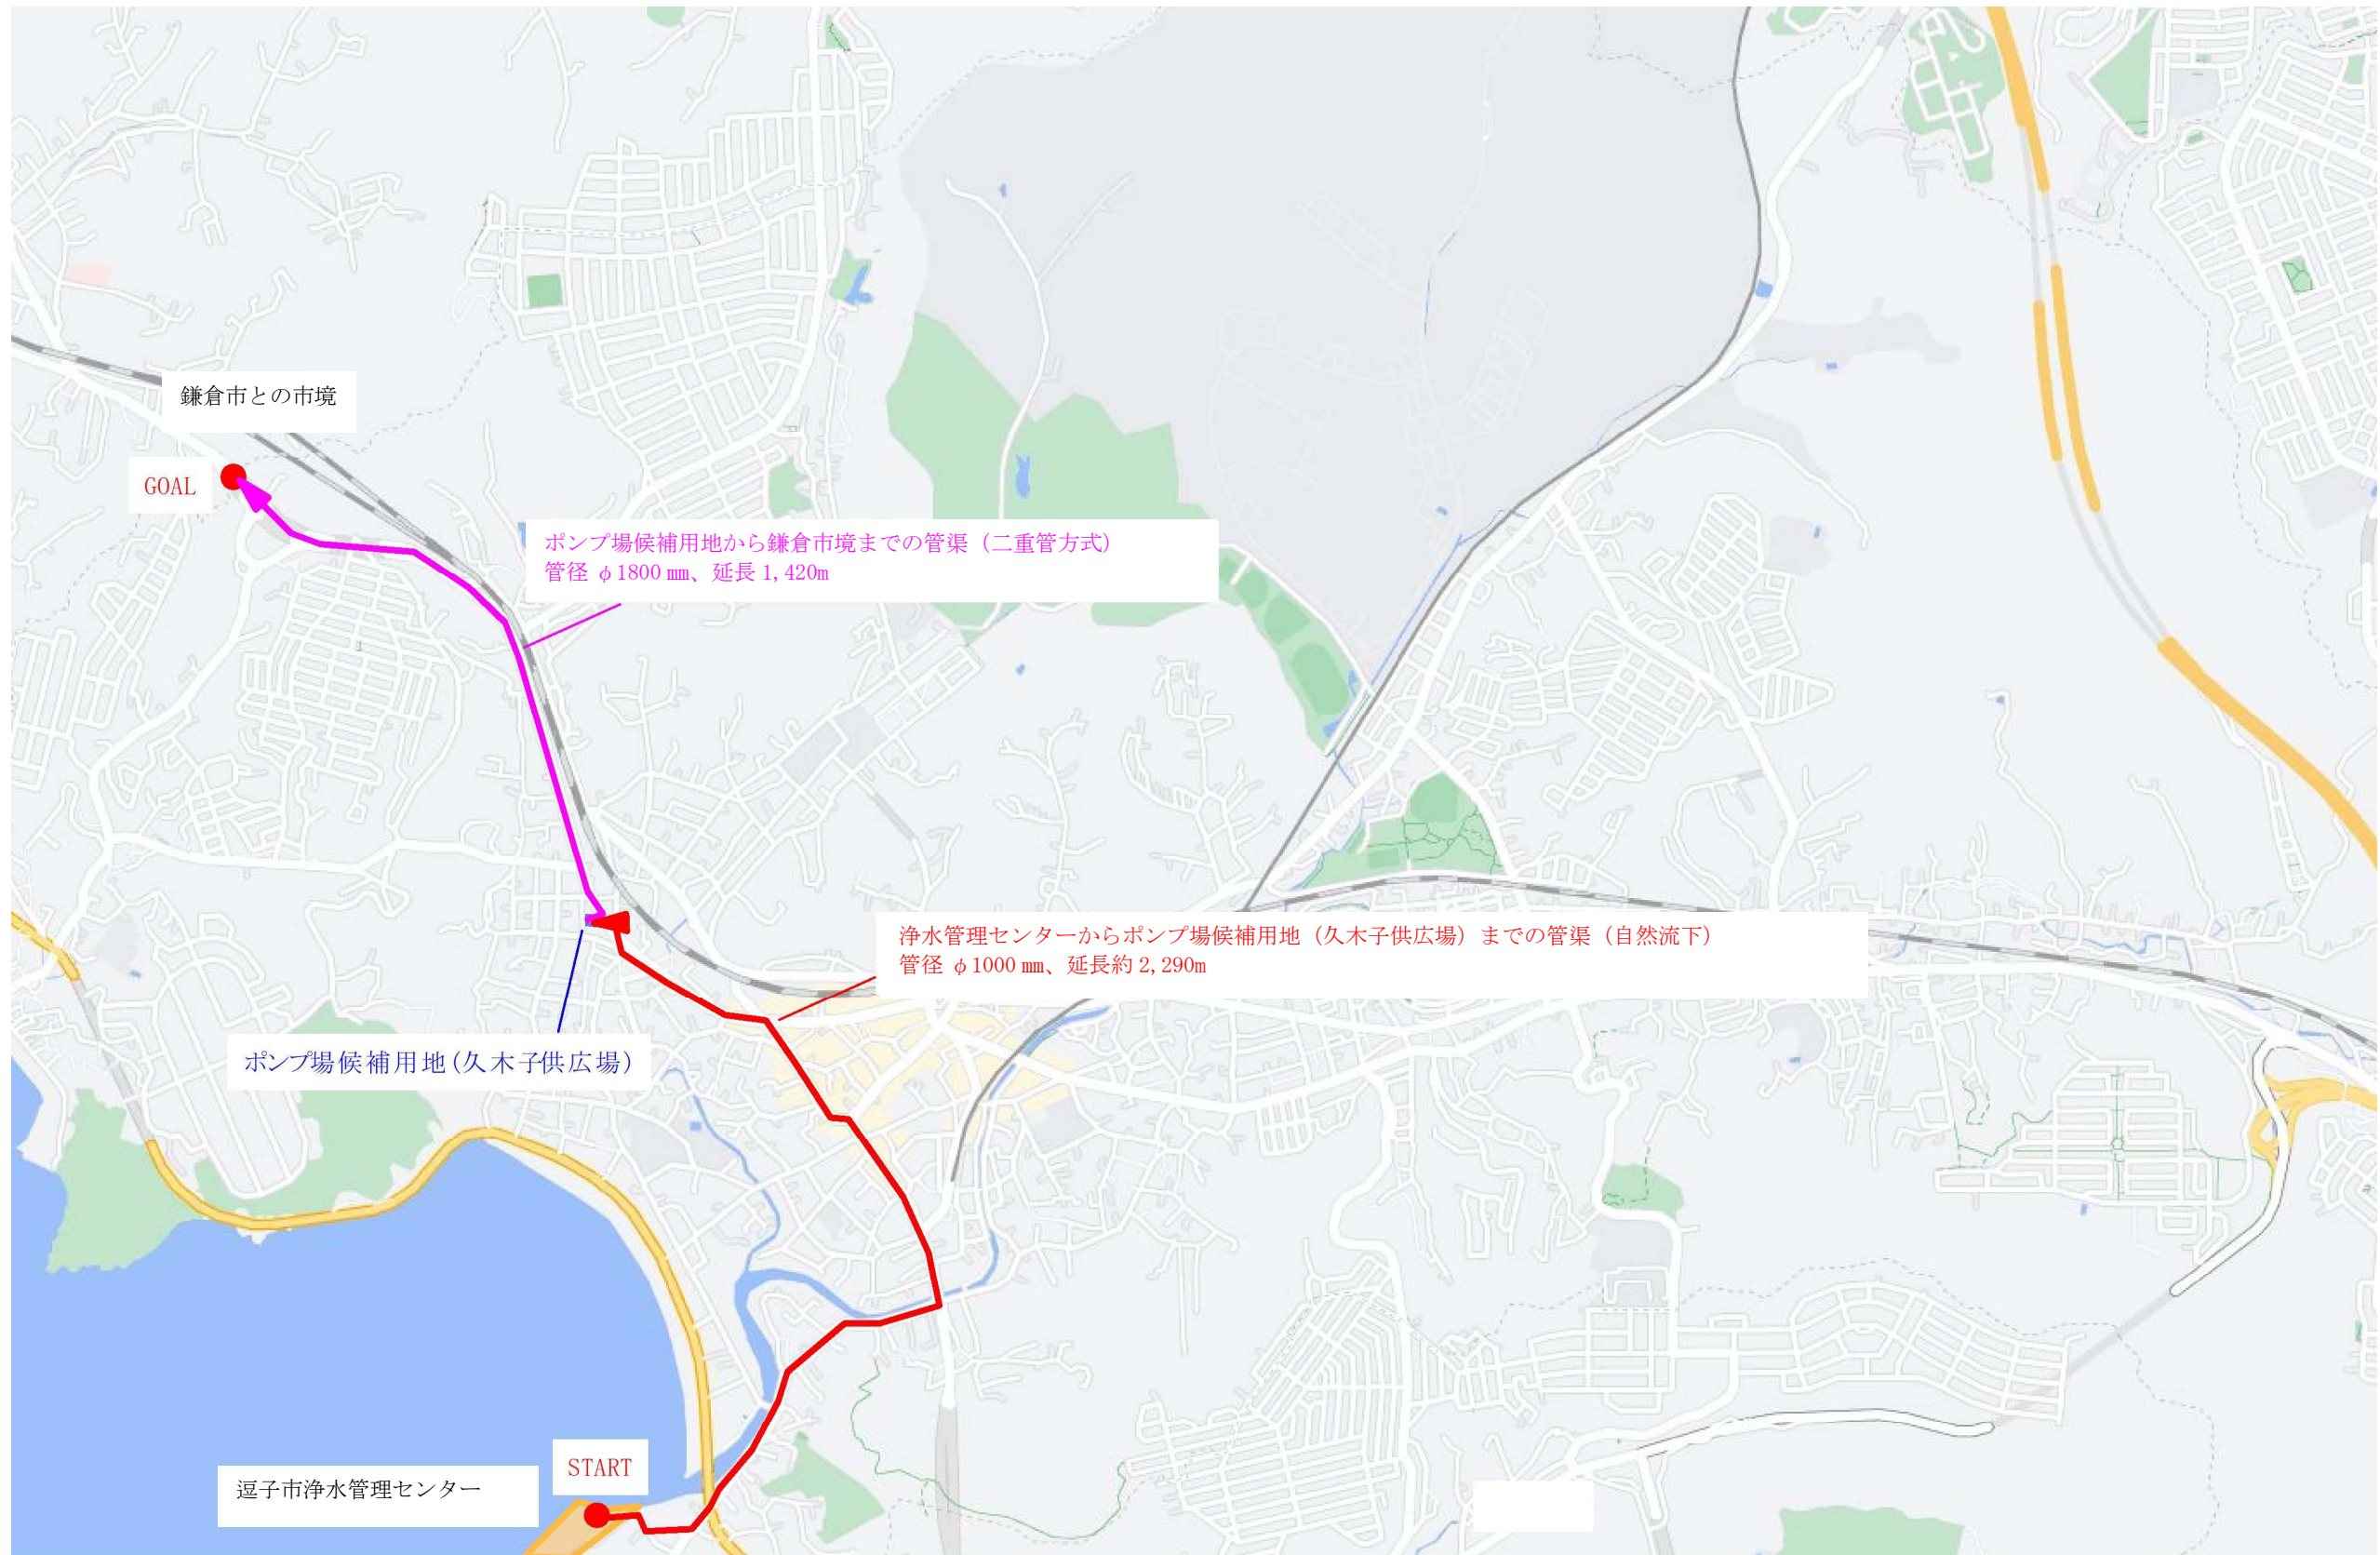 鎌倉市との市境
GOAL
ポンプ場候補用地から鎌倉市境までの管渠（二重管方式）
管径 φ1800 ㎜、延長 1,420m
浄水管理センターからポンプ場候補用地（久木子供広場）までの管渠（自然流下）
管径 φ1000 ㎜、延長約 2,290m
ポンプ場候補用地(久木子供広場)
START
逗子市浄水管理センター